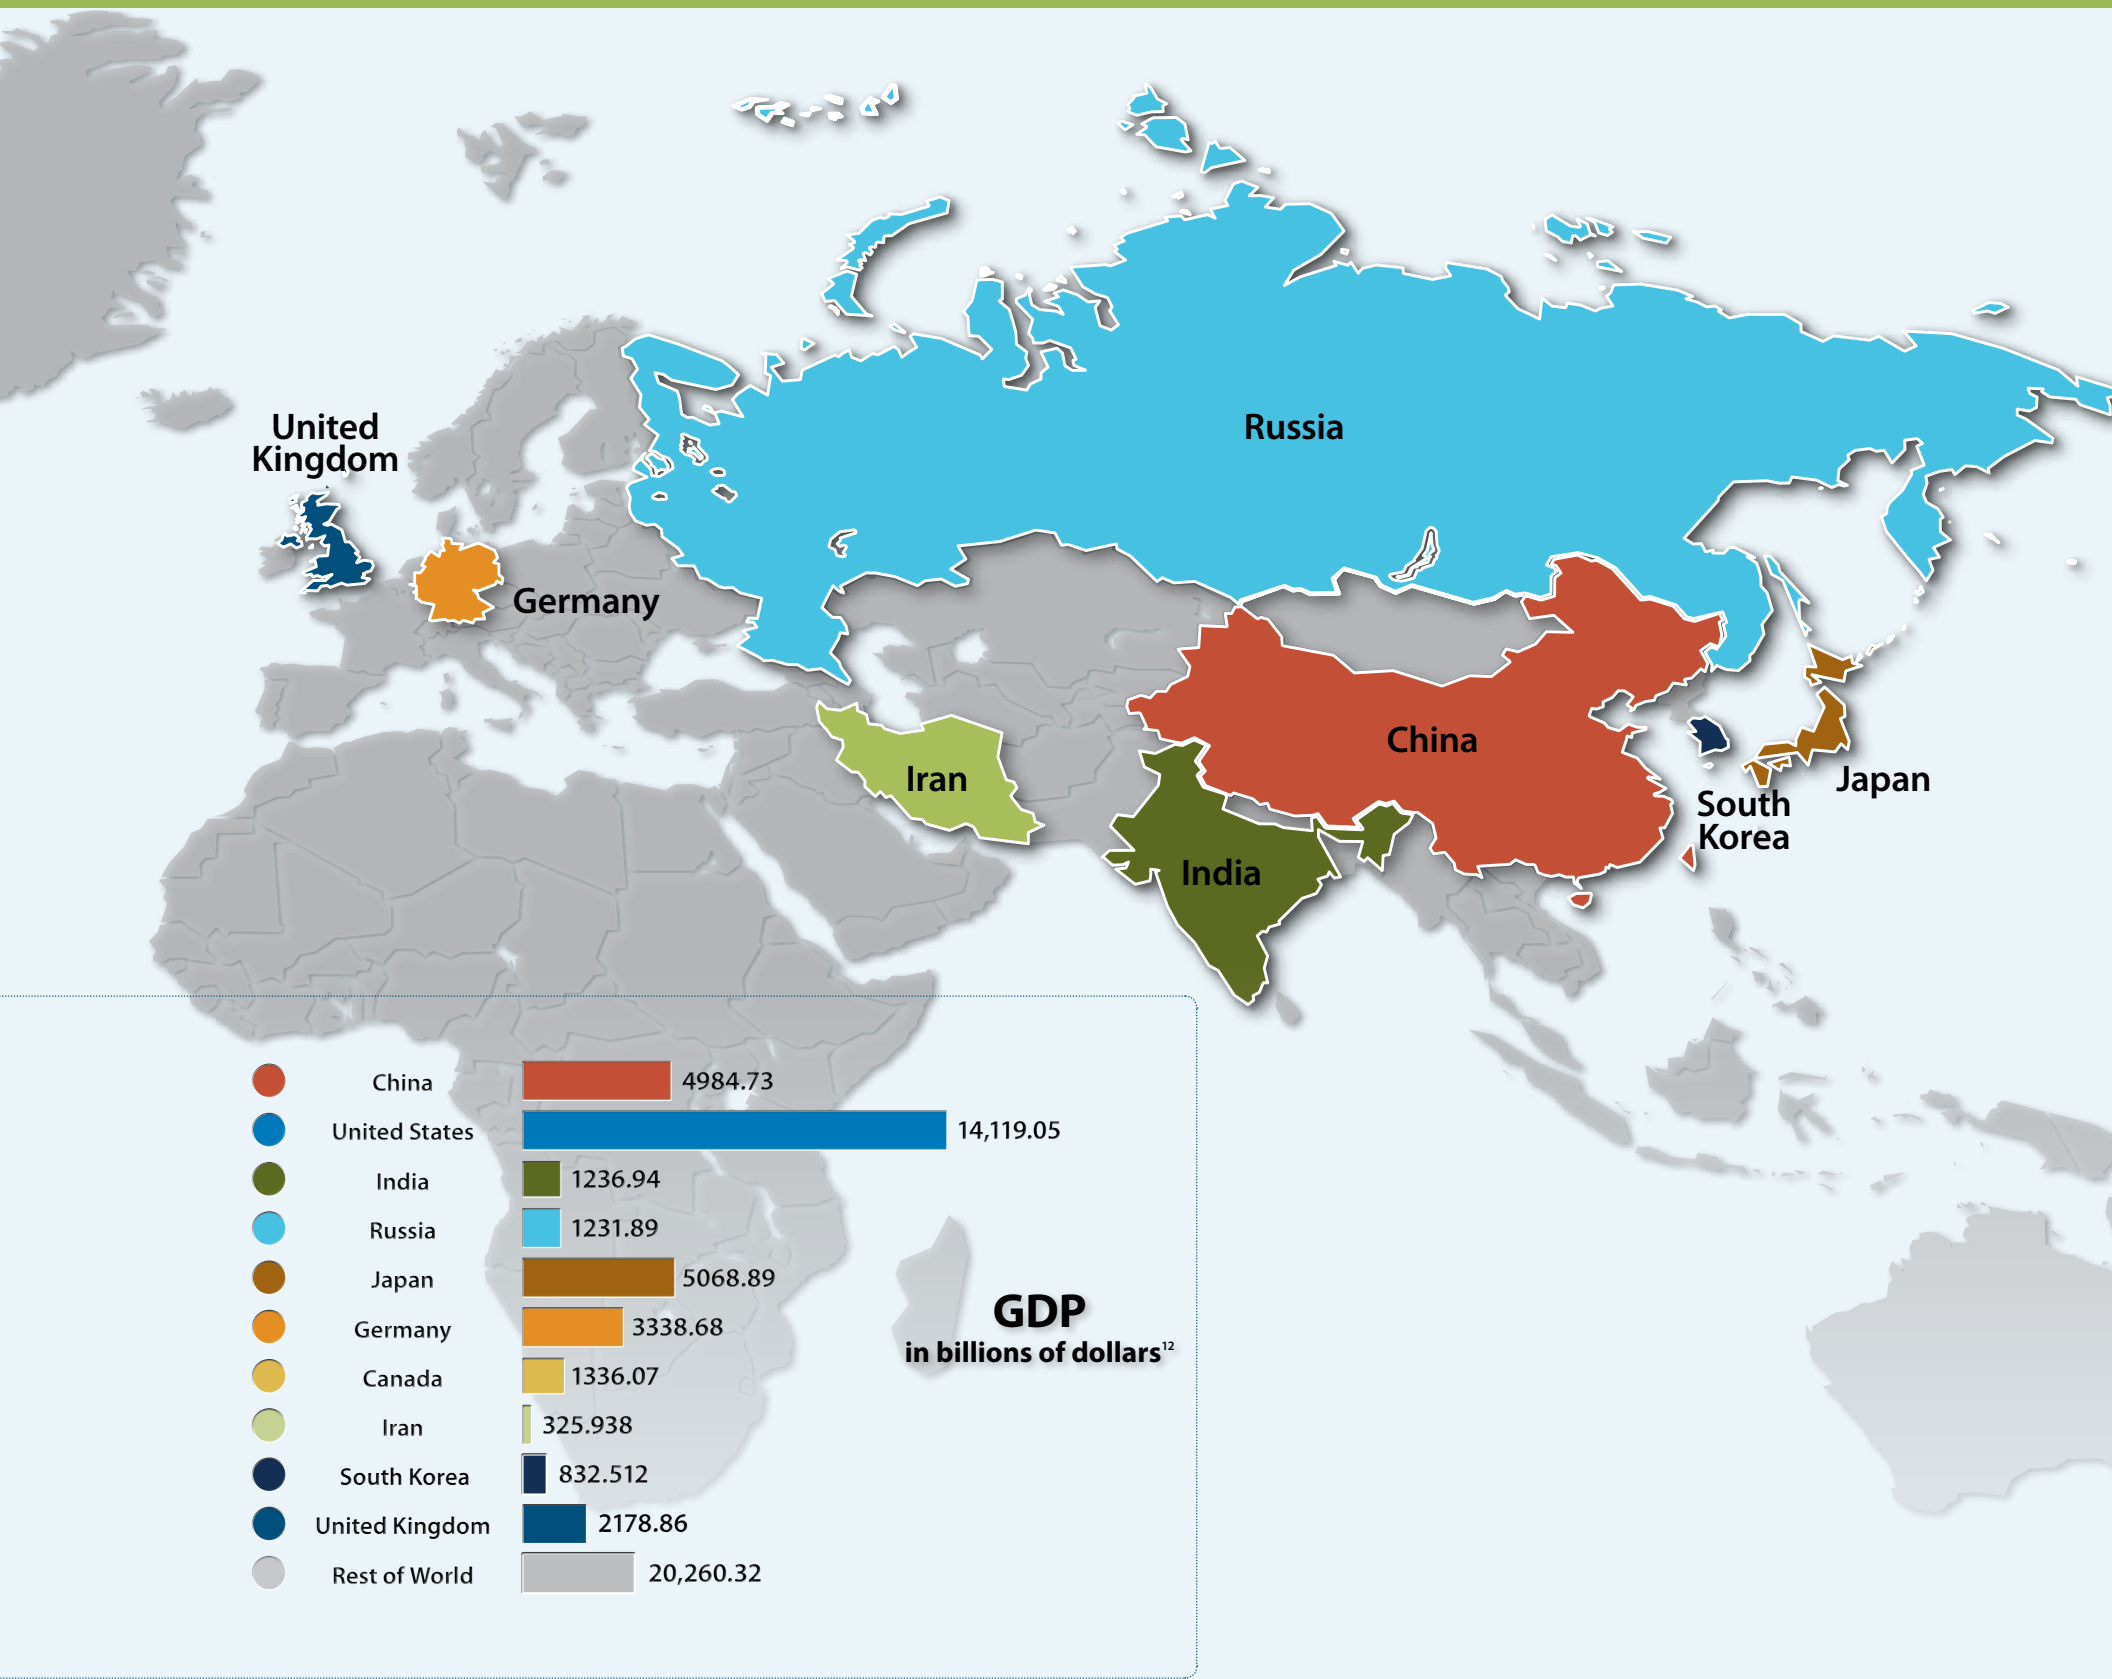 United
Kingdom
Germany
Russia
Iran
China
India
Japan
South
Korea
China 4984.73
United States 14,119.05
India 1236.94
Russia 1231.89
Japan 5068.89
Germany 3338.68
Canada 1336.07
Iran 325.938
South Korea 832.512
United Kingdom 2178.86
Rest of World 20,260.32
GDP
in billions of dollars¹²